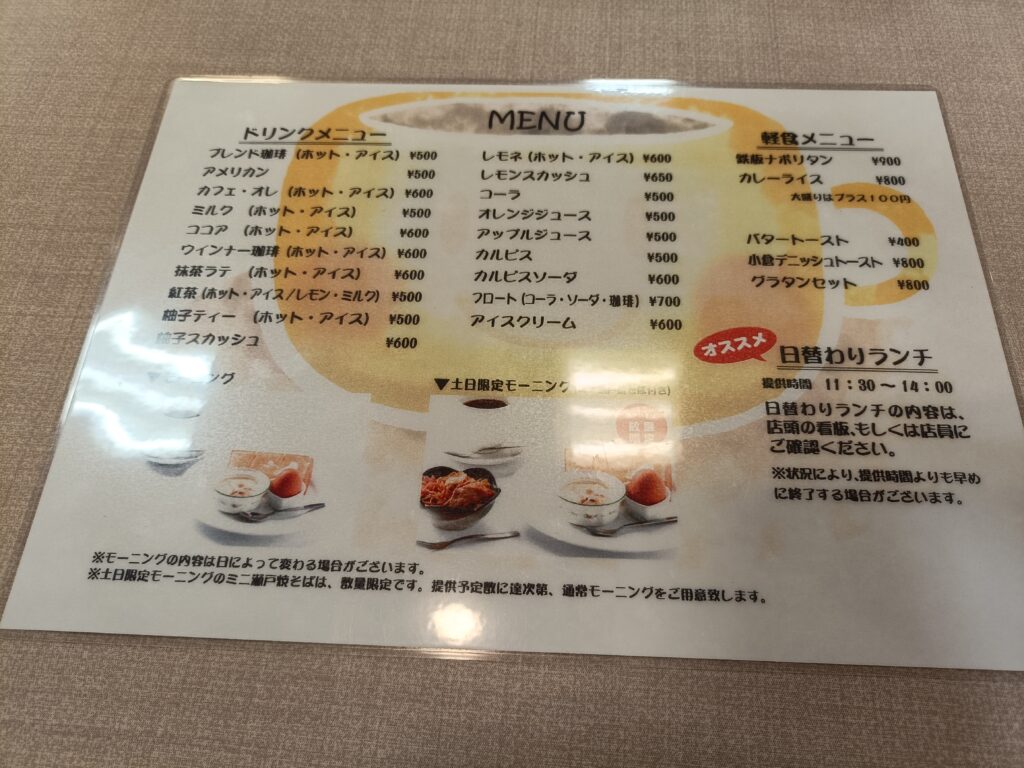 MENU
ドリンクメニュー
ブレンド珈琲（ホット・アイス） ¥500
アメリカン ¥500
カフェ・オレ（ホット・アイス） ¥600
ミルク （ホット・アイス） ¥500
ココア （ホット・アイス） ¥600
ウインナー珈琲（ホット・アイス） ¥600
抹茶ラテ （ホット・アイス） ¥600
紅茶（ホット・アイス/レモン・ミルク） ¥500
柚子ティー （ホット・アイス） ¥500
柚子スカッシュ ¥600
レモネ（ホット・アイス） ¥600
レモンスカッシュ ¥650
コーラ ¥500
オレンジジュース ¥500
アップルジュース ¥500
カルピス ¥500
カルピスソーダ ¥600
フロート（コーラ・ソーダ・珈琲） ¥700
アイスクリーム ¥600
軽食メニュー
鉄板ナポリタン ¥900
カレーライス ¥800
大盛りはプラス１００円
バタートースト ¥400
小倉デニッシュトースト ¥800
グラタンセット ¥800
オススメ
日替わりランチ
提供時間 11：30～14：00
日替わりランチの内容は、
店頭の看板、もしくは店員に
ご確認ください。
※状況により、提供時間よりも早め
に終了する場合がございます。
▼モーニング
▼土日限定モーニング
※モーニングの内容は日によって変わる場合がございます。
※土日限定モーニングのミニ瀬戸焼そばは、数量限定です。提供予定数に達次第、通常モーニングをご用意致します。